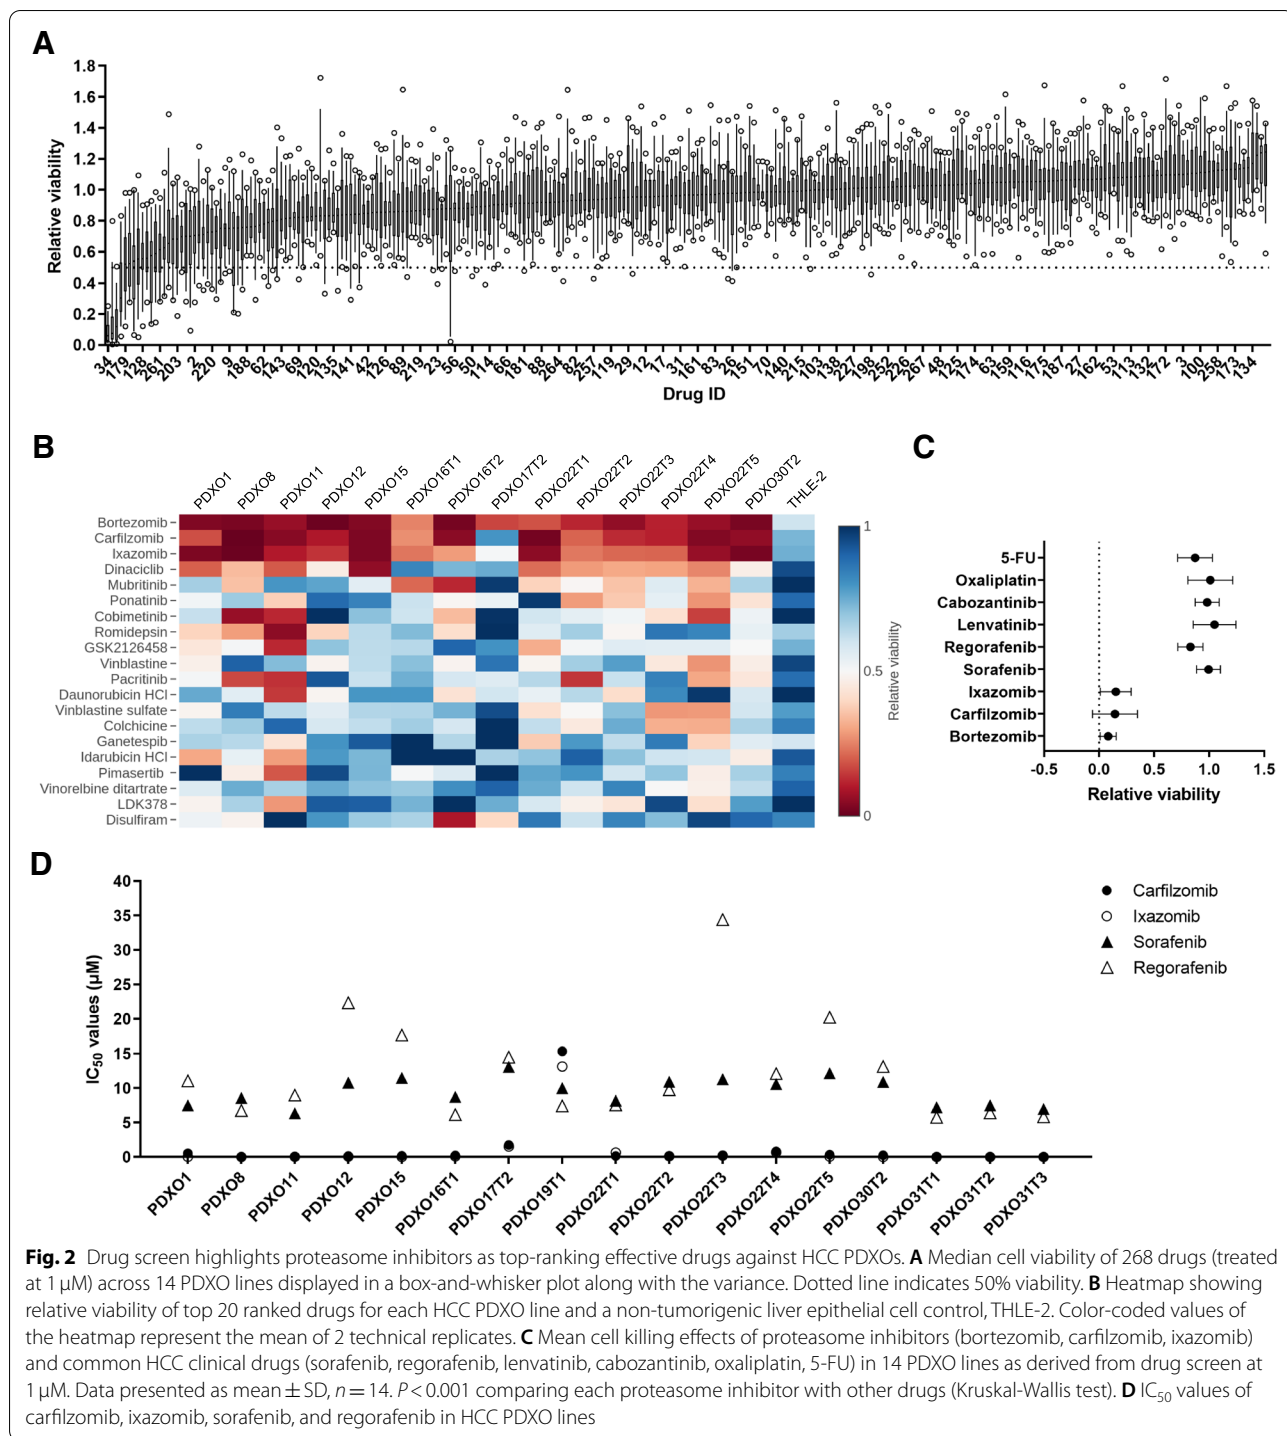 A
Relative viability
1.8
1.6
1.4
1.2
1.0
0.8
0.6
0.4
0.2
0.0
34 179 128 261 203 2 220 9 188 62 143 69 120 135 141 42 126 89 219 23 56 50 114 66 181 88 264 82 257 119 29 12 17 31 161 83 26 151 70 140 215 103 138 227 198 252 226 267 48 125 174 63 159 116 175 187 27 162 53 113 132 172 3 100 258 173 134
Drug ID
B
PDXO1 PDXO8 PDXO11 PDXO12 PDXO15 PDXO16T1 PDXO16T2 PDXO17T2 PDXO22T1 PDXO22T2 PDXO22T3 PDXO22T4 PDXO22T5 PDXO30T2 THLE-2
Bortezomib
Carfilzomib
Ixazomib
Dinaciclib
Mubritinib
Ponatinib
Cobimetinib
Romidepsin
GSK2126458
Vinblastine
Pacritinib
Daunorubicin HCl
Vinblastine sulfate
Colchicine
Ganetespib
Idarubicin HCl
Pimasertib
Vinorelbine ditartrate
LDK378
Disulfiram
1
0.5
0
Relative viability
C
5-FU
Oxaliplatin
Cabozantinib
Lenvatinib
Regorafenib
Sorafenib
Ixazomib
Carfilzomib
Bortezomib
-0.5 0.0 0.5 1.0 1.5
Relative viability
D
IC50 values (µM)
40
35
30
25
20
15
10
5
0
PDXO1 PDXO8 PDXO11 PDXO12 PDXO15 PDXO16T1 PDXO17T2 PDXO19T1 PDXO22T1 PDXO22T2 PDXO22T3 PDXO22T4 PDXO22T5 PDXO30T2 PDXO31T1 PDXO31T2 PDXO31T3
Carfilzomib
Ixazomib
Sorafenib
Regorafenib
Fig. 2 Drug screen highlights proteasome inhibitors as top-ranking effective drugs against HCC PDXOs. A Median cell viability of 268 drugs (treated
at 1 µM) across 14 PDXO lines displayed in a box-and-whisker plot along with the variance. Dotted line indicates 50% viability. B Heatmap showing
relative viability of top 20 ranked drugs for each HCC PDXO line and a non-tumorigenic liver epithelial cell control, THLE-2. Color-coded values of
the heatmap represent the mean of 2 technical replicates. C Mean cell killing effects of proteasome inhibitors (bortezomib, carfilzomib, ixazomib)
and common HCC clinical drugs (sorafenib, regorafenib, lenvatinib, cabozantinib, oxaliplatin, 5-FU) in 14 PDXO lines as derived from drug screen at
1 µM. Data presented as mean ± SD, n = 14. P < 0.001 comparing each proteasome inhibitor with other drugs (Kruskal-Wallis test). D IC50 values of
carfilzomib, ixazomib, sorafenib, and regorafenib in HCC PDXO lines